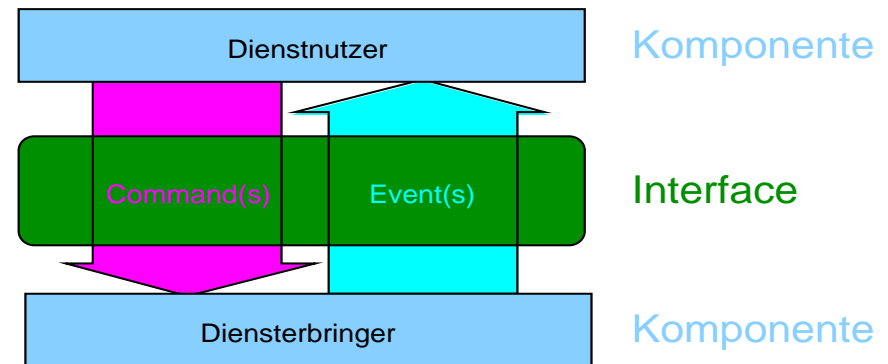 Dienstnutzer Komponente
Command(s) Event(s) Interface
Diensterbringer Komponente